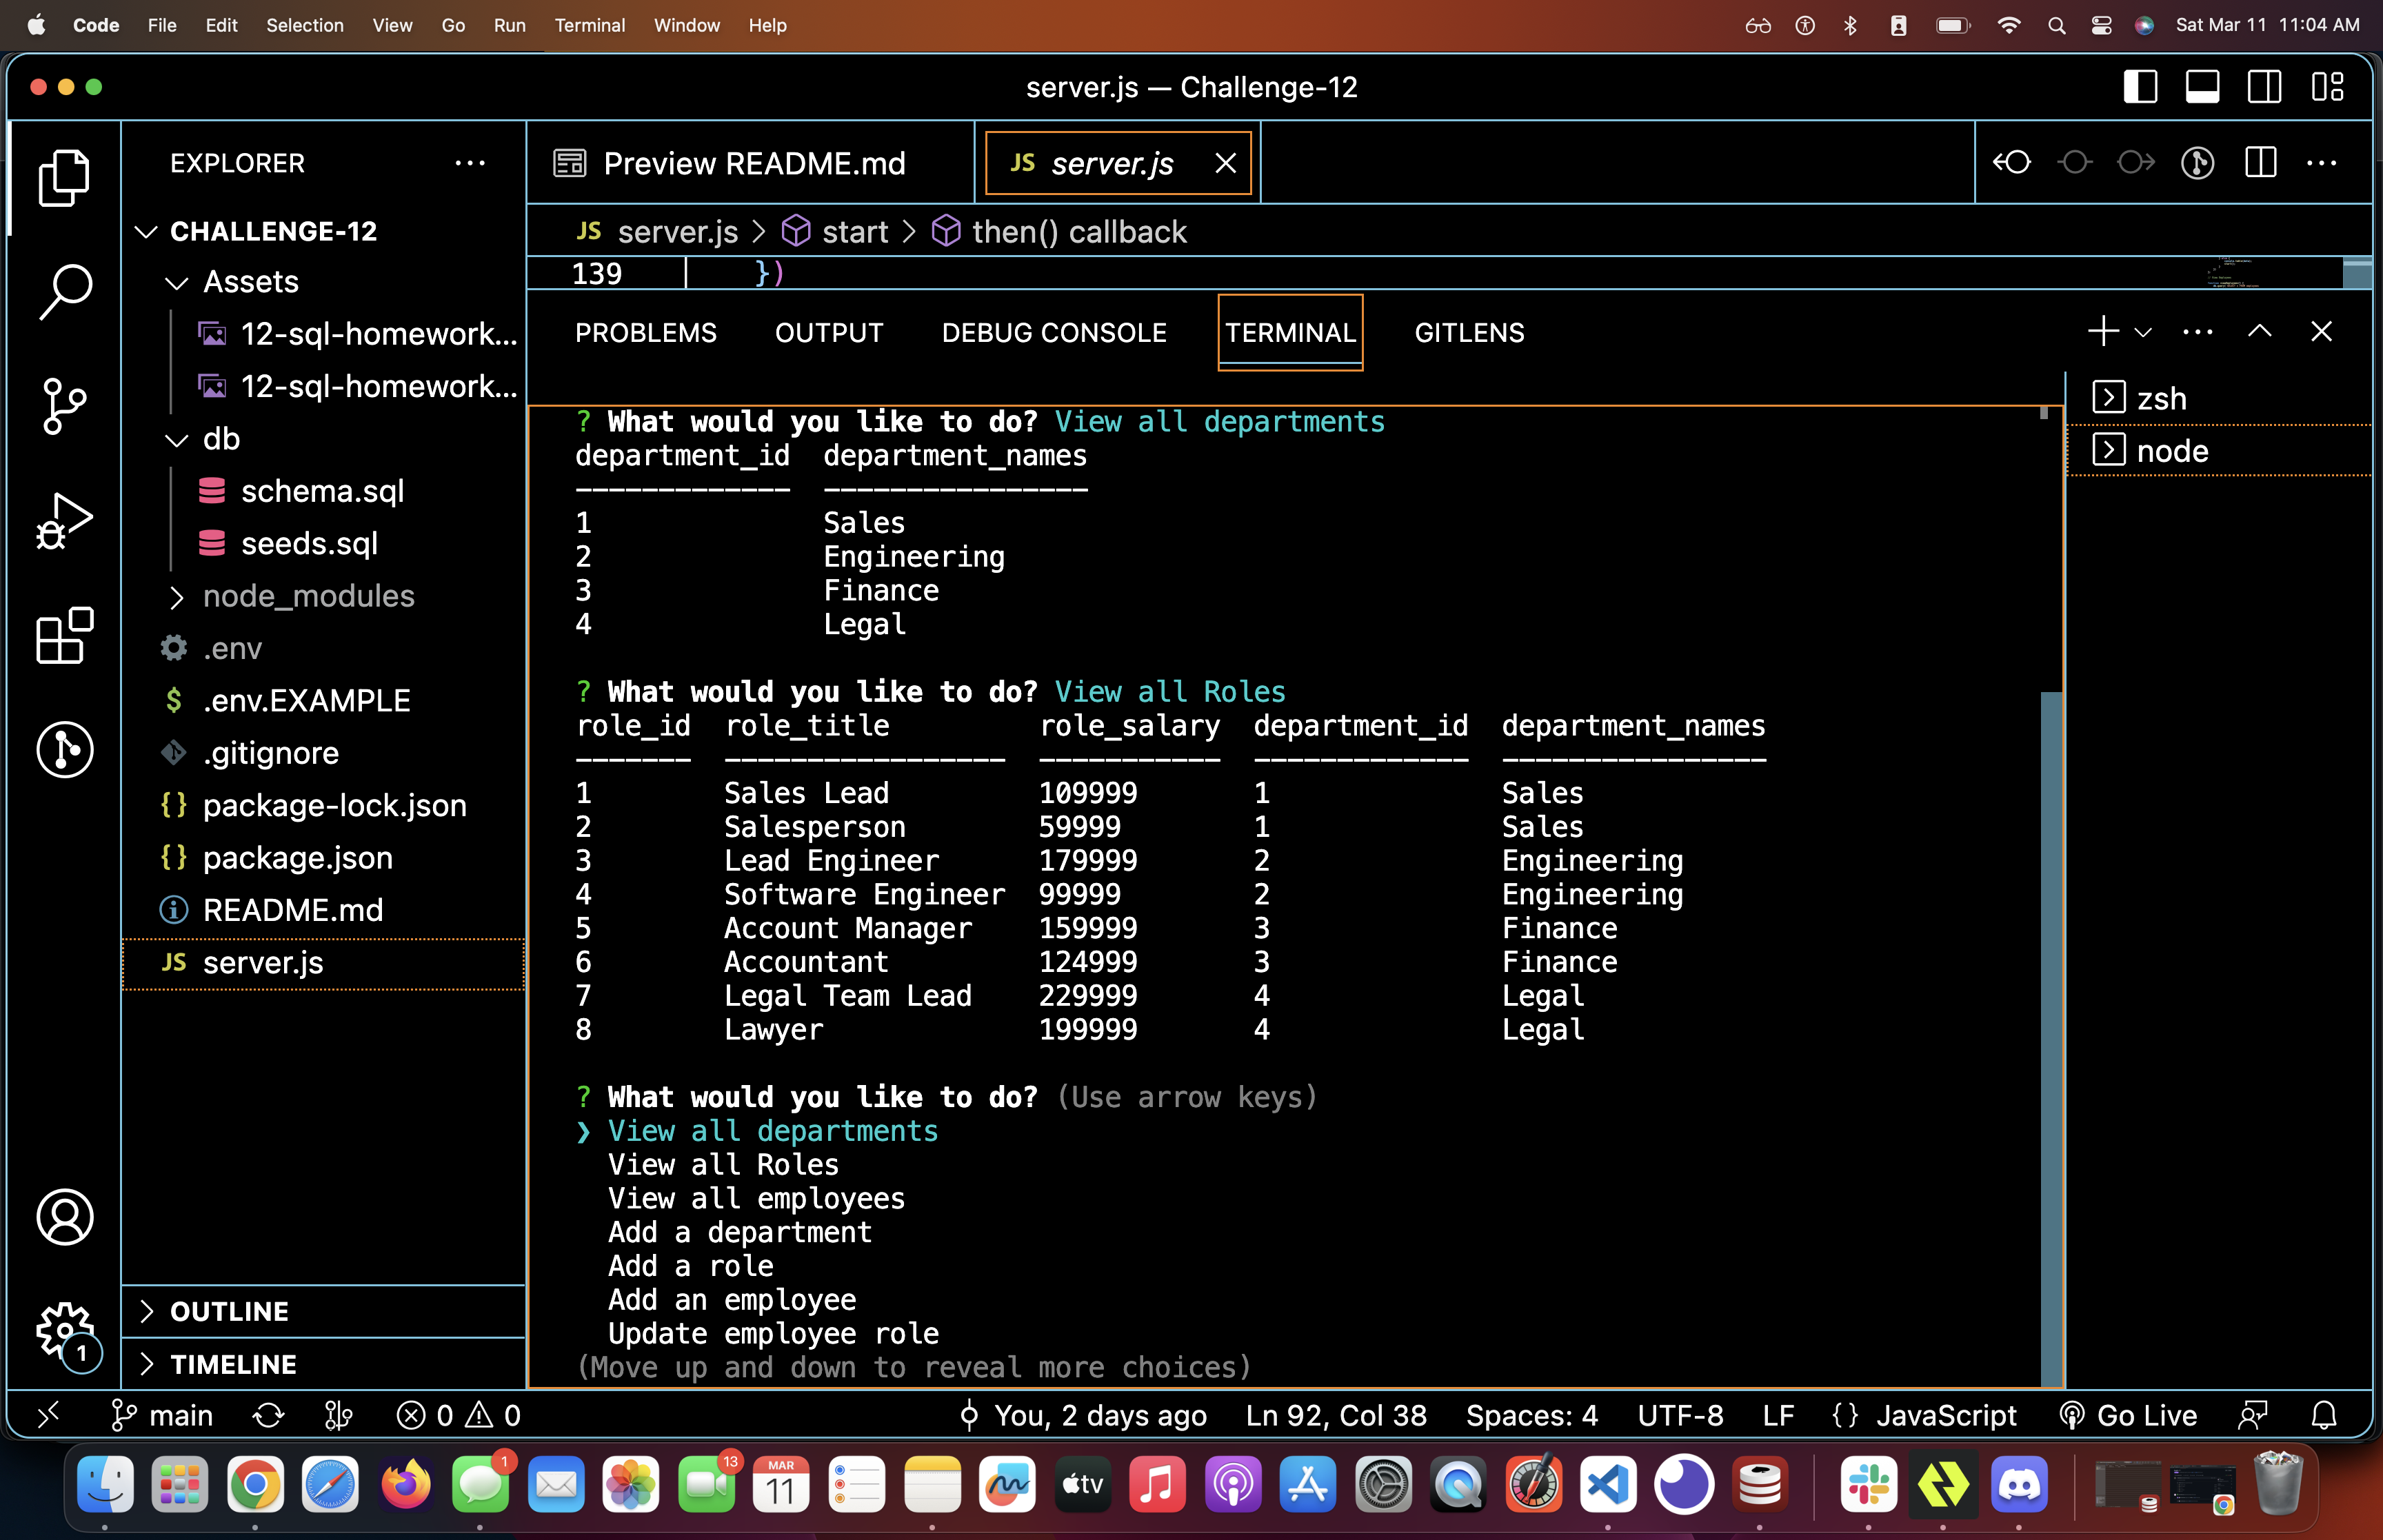 Code File Edit Selection View Go Run Terminal Window Help Sat Mar 11 11:04 AM
server.js — Challenge-12
EXPLORER
CHALLENGE-12
Assets
12-sql-homework...
12-sql-homework...
db
schema.sql
seeds.sql
node_modules
.env
$ .env.EXAMPLE
.gitignore
{} package-lock.json
{} package.json
README.md
JS server.js
OUTLINE
TIMELINE
Preview README.md
JS server.js
JS server.js > start > then() callback
139 })
PROBLEMS OUTPUT DEBUG CONSOLE TERMINAL GITLENS
zsh
node
? What would you like to do? View all departments
department_id department_names
------------- ----------------
1 Sales
2 Engineering
3 Finance
4 Legal
? What would you like to do? View all Roles
role_id role_title role_salary department_id department_names
------- ----------------- ----------- ------------- ----------------
1 Sales Lead 109999 1 Sales
2 Salesperson 59999 1 Sales
3 Lead Engineer 179999 2 Engineering
4 Software Engineer 99999 2 Engineering
5 Account Manager 159999 3 Finance
6 Accountant 124999 3 Finance
7 Legal Team Lead 229999 4 Legal
8 Lawyer 199999 4 Legal
? What would you like to do? (Use arrow keys)
❯ View all departments
View all Roles
View all employees
Add a department
Add a role
Add an employee
Update employee role
(Move up and down to reveal more choices)
1
main 0 0 You, 2 days ago Ln 92, Col 38 Spaces: 4 UTF-8 LF {} JavaScript Go Live
1
13
MAR
11
tv